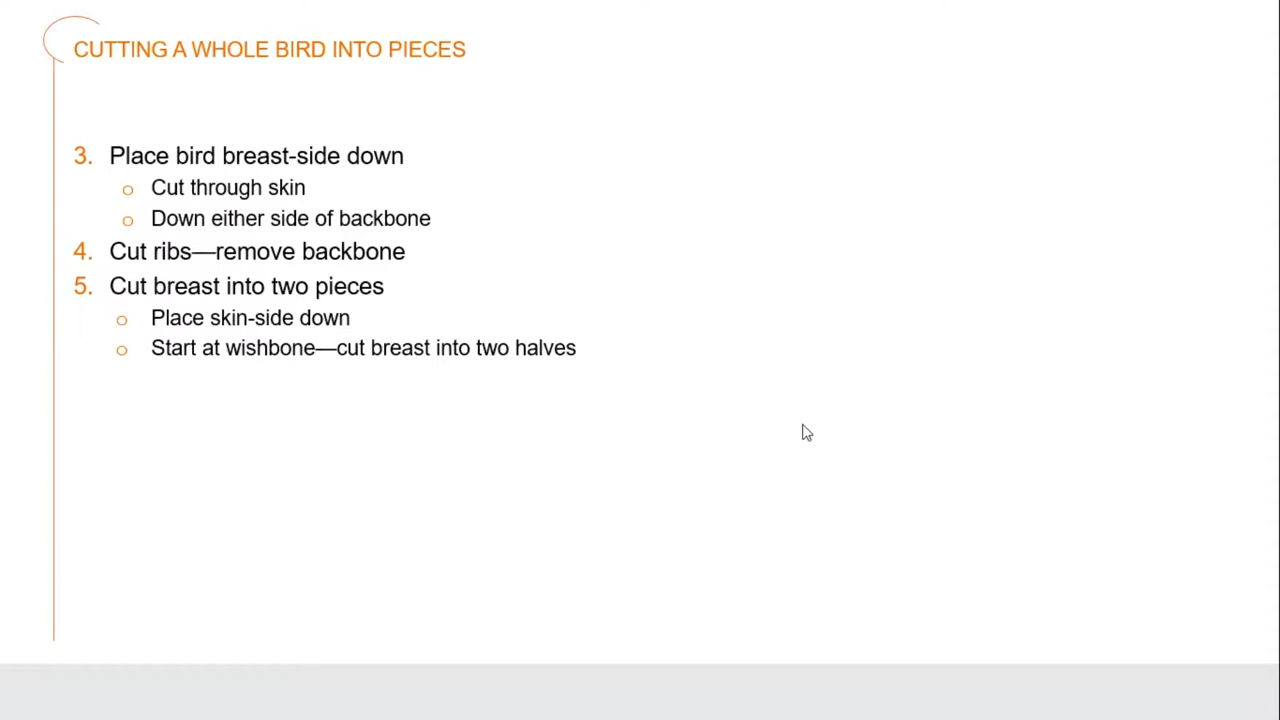 CUTTING A WHOLE BIRD INTO PIECES
3. Place bird breast-side down
o Cut through skin
o Down either side of backbone
4. Cut ribs—remove backbone
5. Cut breast into two pieces
o Place skin-side down
o Start at wishbone—cut breast into two halves